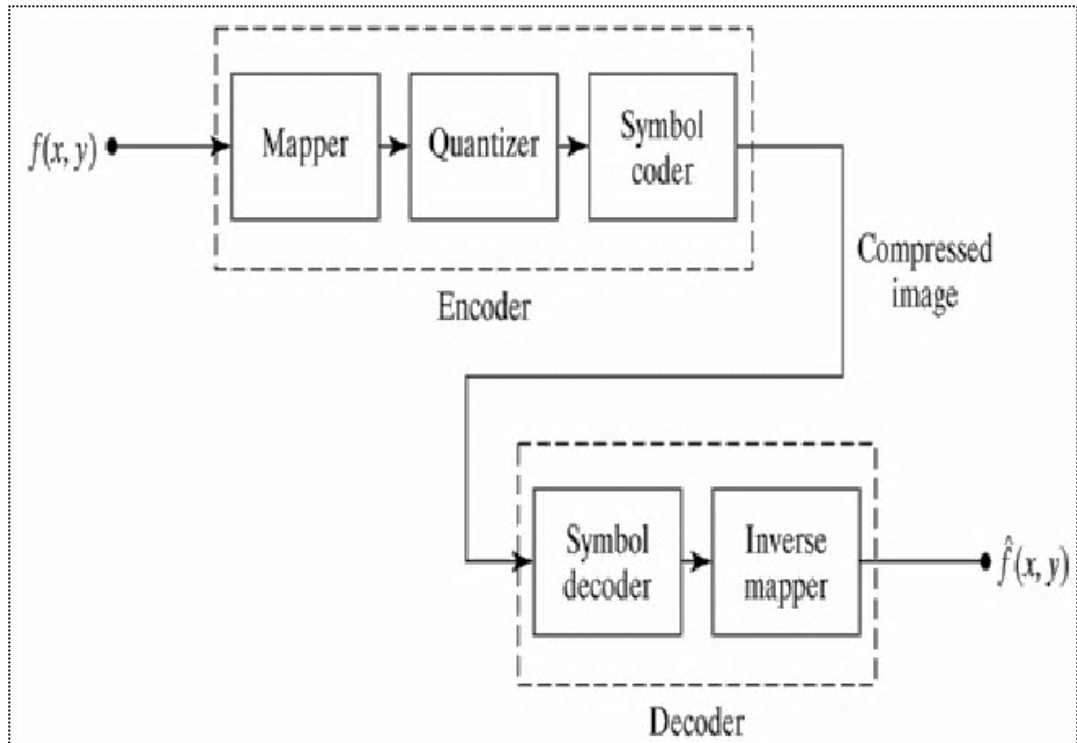 f(x, y)
Mapper
Quantizer
Symbol
coder
Encoder
Compressed
image
Symbol
decoder
Inverse
mapper
f̂(x, y)
Decoder